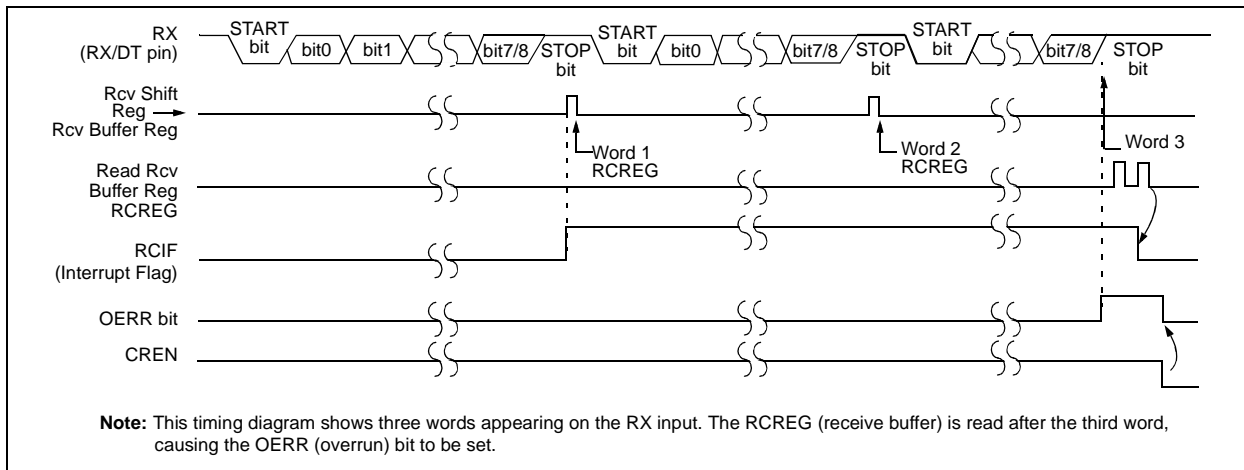 RX
(RX/DT pin)
START
bit
bit0
bit1
bit7/8
STOP
bit
START
bit
bit0
bit7/8
STOP
bit
START
bit
bit7/8
STOP
bit
Rcv Shift
Reg
Rcv Buffer Reg
Word 1
RCREG
Word 2
RCREG
Word 3
Read Rcv
Buffer Reg
RCREG
RCIF
(Interrupt Flag)
OERR bit
CREN
Note: This timing diagram shows three words appearing on the RX input. The RCREG (receive buffer) is read after the third word,
causing the OERR (overrun) bit to be set.